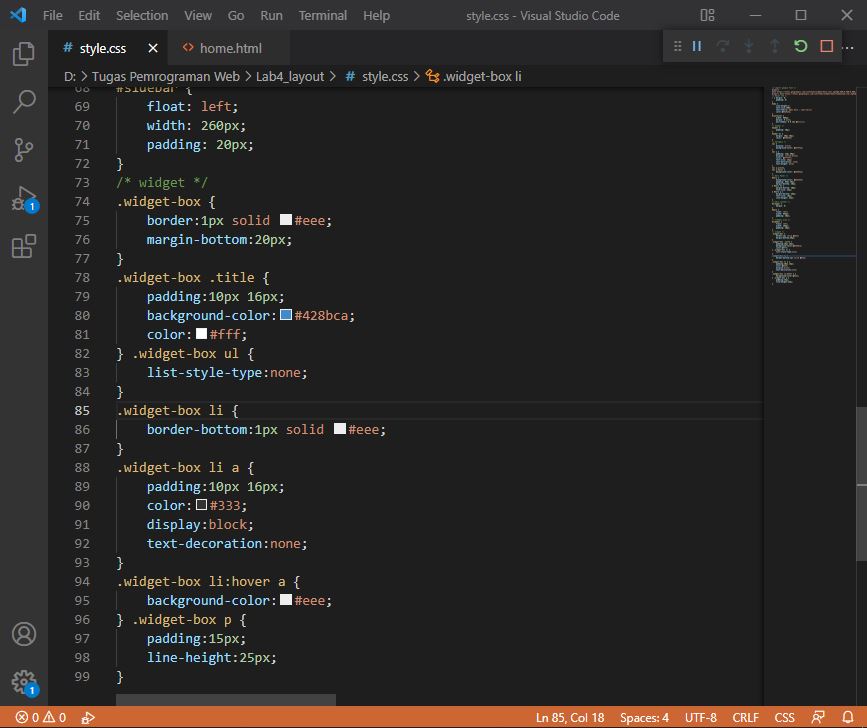 File Edit Selection View Go Run Terminal Help style.css - Visual Studio Code
# style.css × <> home.html
D: > Tugas Pemrograman Web > Lab4_layout > # style.css > .widget-box li
68 #sidebar {
69 float: left;
70 width: 260px;
71 padding: 20px;
72 }
73 /* widget */
74 .widget-box {
75 border:1px solid #eee;
76 margin-bottom:20px;
77 }
78 .widget-box .title {
79 padding:10px 16px;
80 background-color:#428bca;
81 color:#fff;
82 } .widget-box ul {
83 list-style-type:none;
84 }
85 .widget-box li {
86 border-bottom:1px solid #eee;
87 }
88 .widget-box li a {
89 padding:10px 16px;
90 color:#333;
91 display:block;
92 text-decoration:none;
93 }
94 .widget-box li:hover a {
95 background-color:#eee;
96 } .widget-box p {
97 padding:15px;
98 line-height:25px;
99 }
1
1
0 0 Ln 85, Col 18 Spaces: 4 UTF-8 CRLF CSS